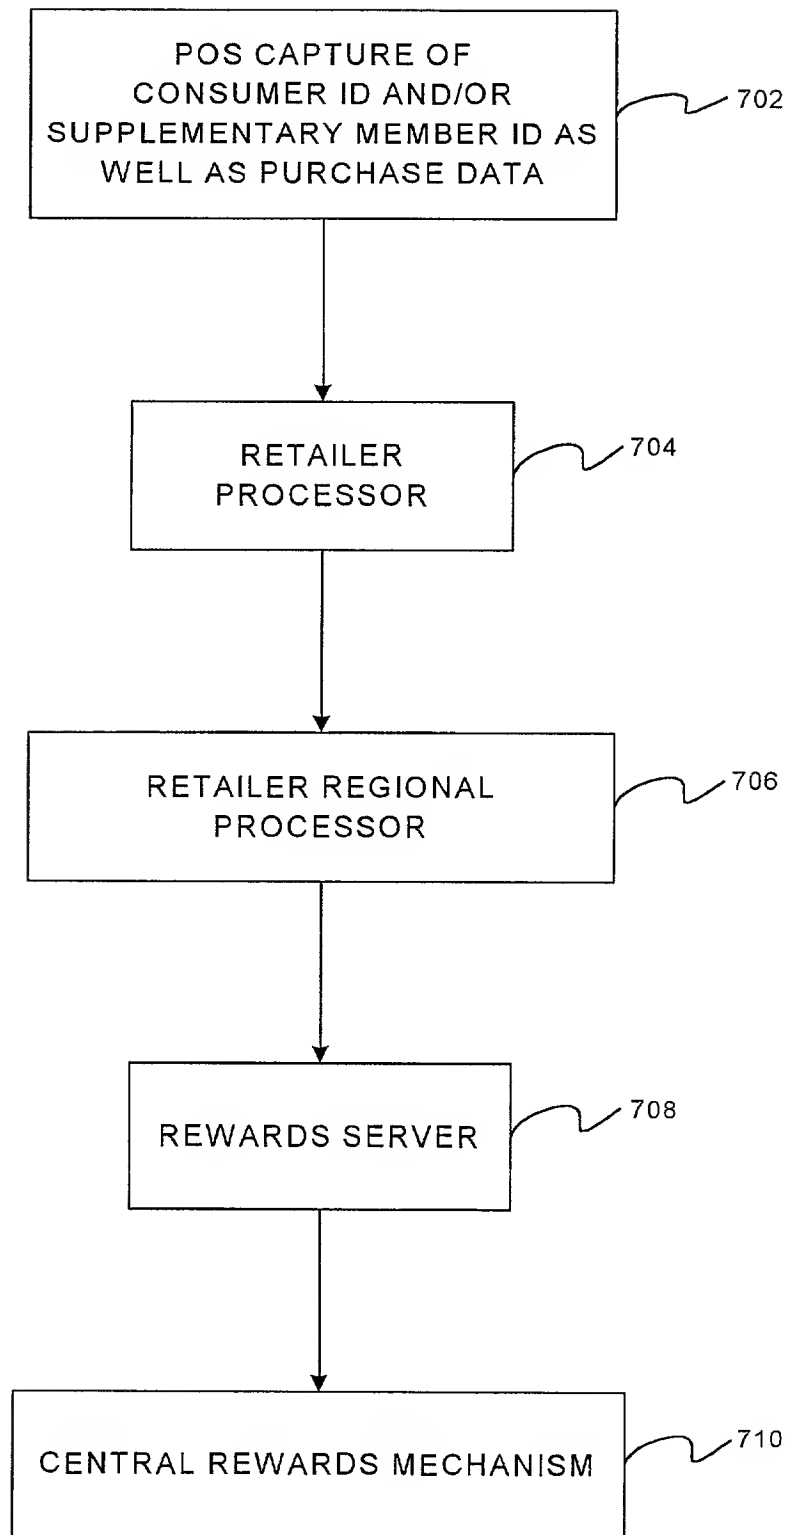 POS CAPTURE OF
CONSUMER ID AND/OR
SUPPLEMENTARY MEMBER ID AS
WELL AS PURCHASE DATA
702
RETAILER
PROCESSOR
704
RETAILER REGIONAL
PROCESSOR
706
REWARDS SERVER
708
CENTRAL REWARDS MECHANISM
710